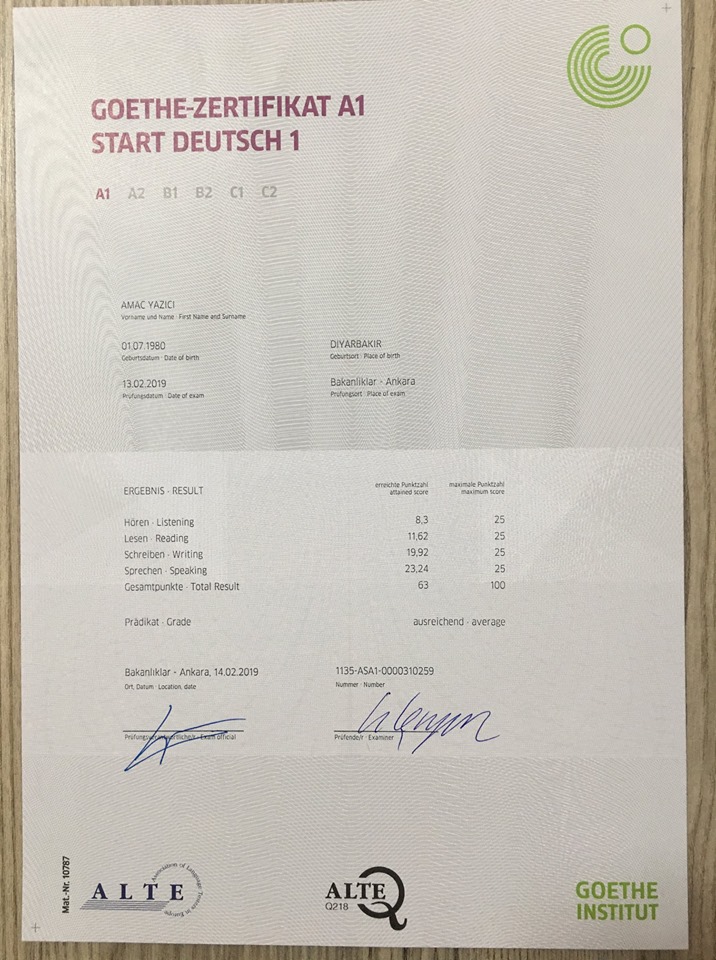 GOETHE-ZERTIFIKAT A1
START DEUTSCH 1
A1 A2 B1 B2 C1 C2
AMAC YAZICI
Vorname und Name · First Name and Surname
01.07.1980 DIYARBAKIR
Geburtsdatum · Date of birth Geburtsort · Place of birth
13.02.2019 Bakanliklar - Ankara
Prüfungsdatum · Date of exam Prüfungsort · Place of exam
ERGEBNIS · RESULT
erreichte Punktzahl maximale Punktzahl
attained score maximum score
Hören · Listening 8,3 25
Lesen · Reading 11,62 25
Schreiben · Writing 19,92 25
Sprechen · Speaking 23,24 25
Gesamtpunkte · Total Result 63 100
Prädikat · Grade ausreichend · average
Bakanlıklar - Ankara, 14.02.2019 1135-ASA1-0000310259
Ort, Datum · Location, date Nummer · Number
Prüfungsverantwortliche/r · Exam official Prüfende/r · Examiner
Mat.-Nr. 10787
ALTE
Association of Language Testers in Europe
ALTE
Q218
GOETHE
INSTITUT